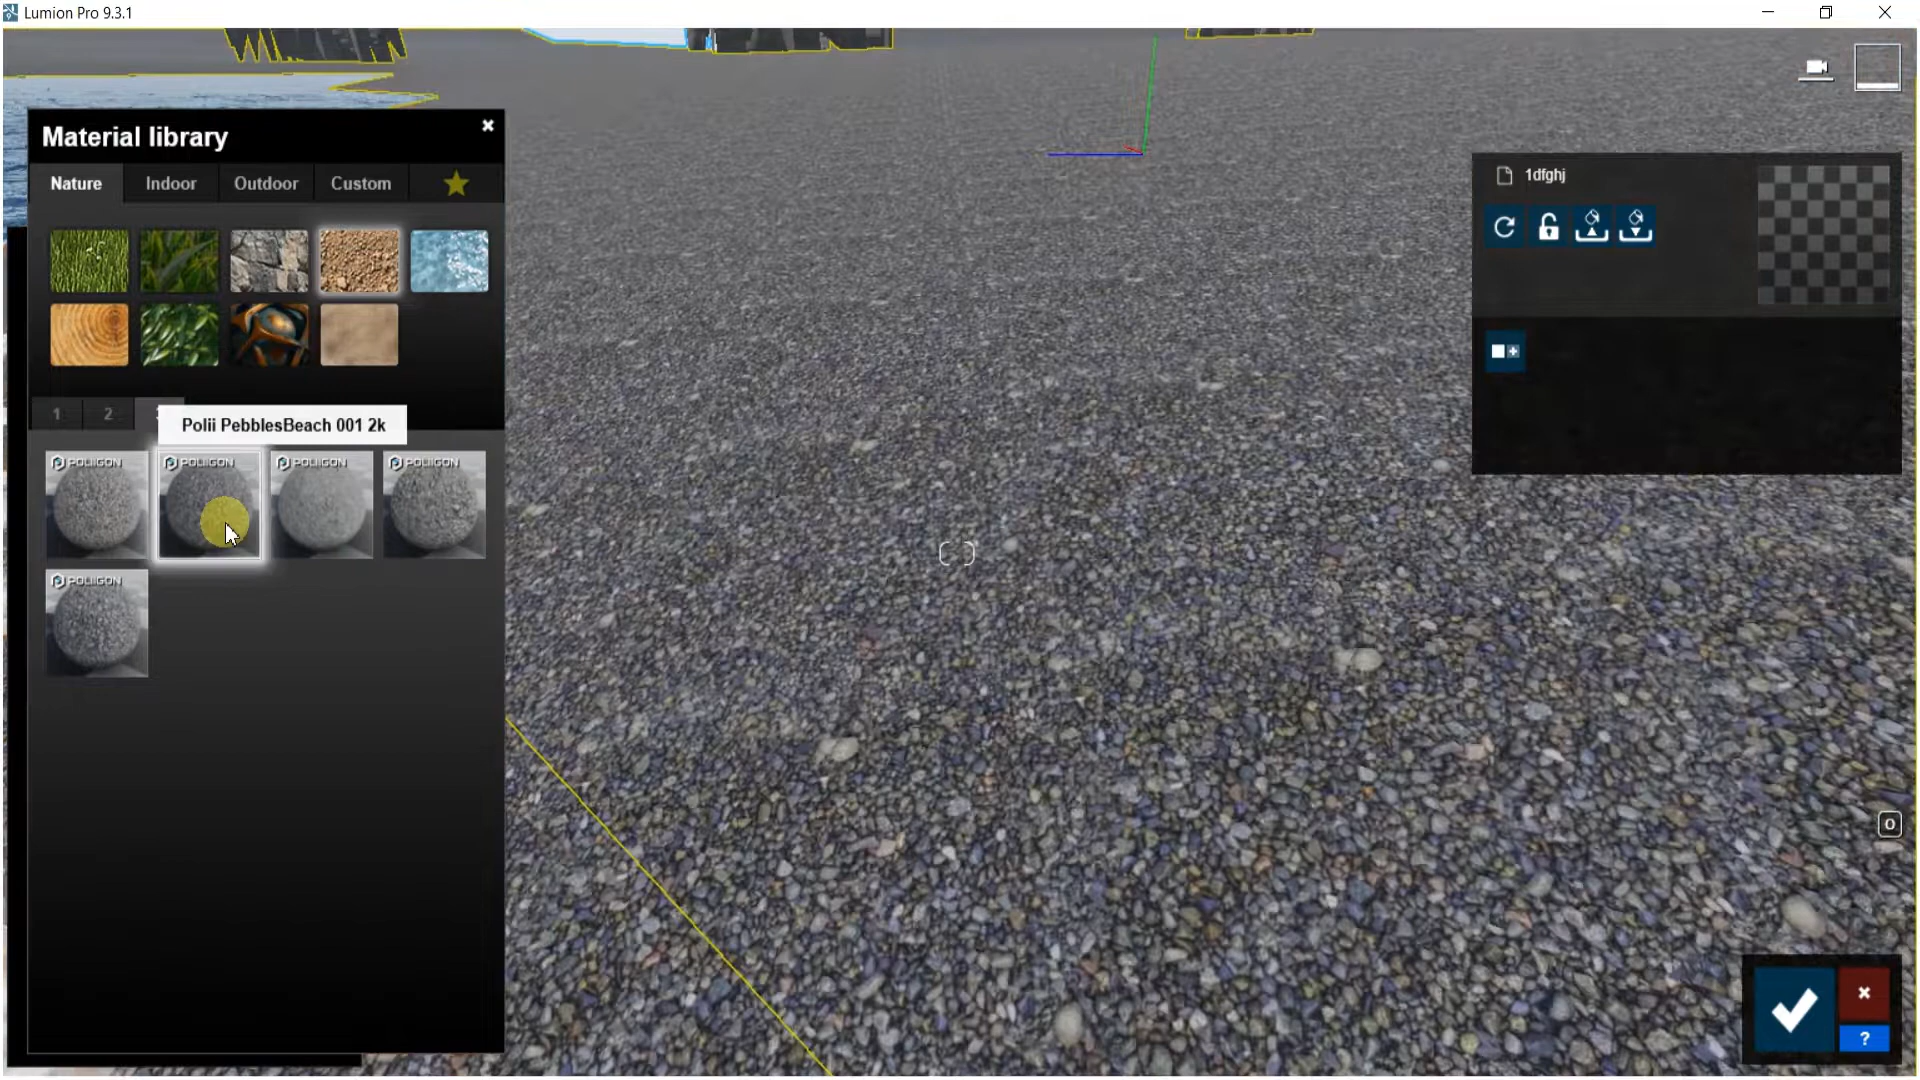 Lumion Pro 9.3.1
Material library
Nature
Indoor
Outdoor
Custom
1
2
Polii PebblesBeach 001 2k
POLIIGON
POLIIGON
POLIIGON
POLIIGON
POLIIGON
1dfghj
O
?